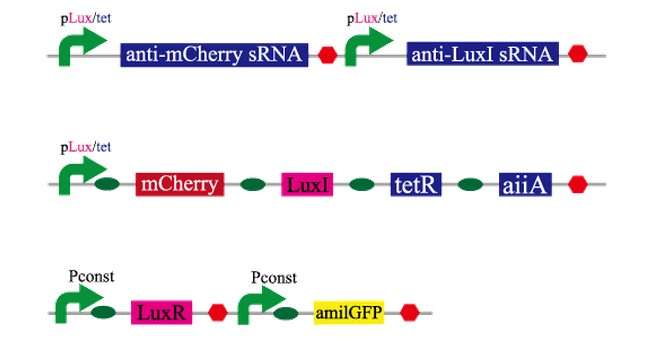 pLux/tet pLux/tet
anti-mCherry sRNA anti-LuxI sRNA
pLux/tet
mCherry LuxI tetR aiiA
Pconst Pconst
LuxR amilGFP